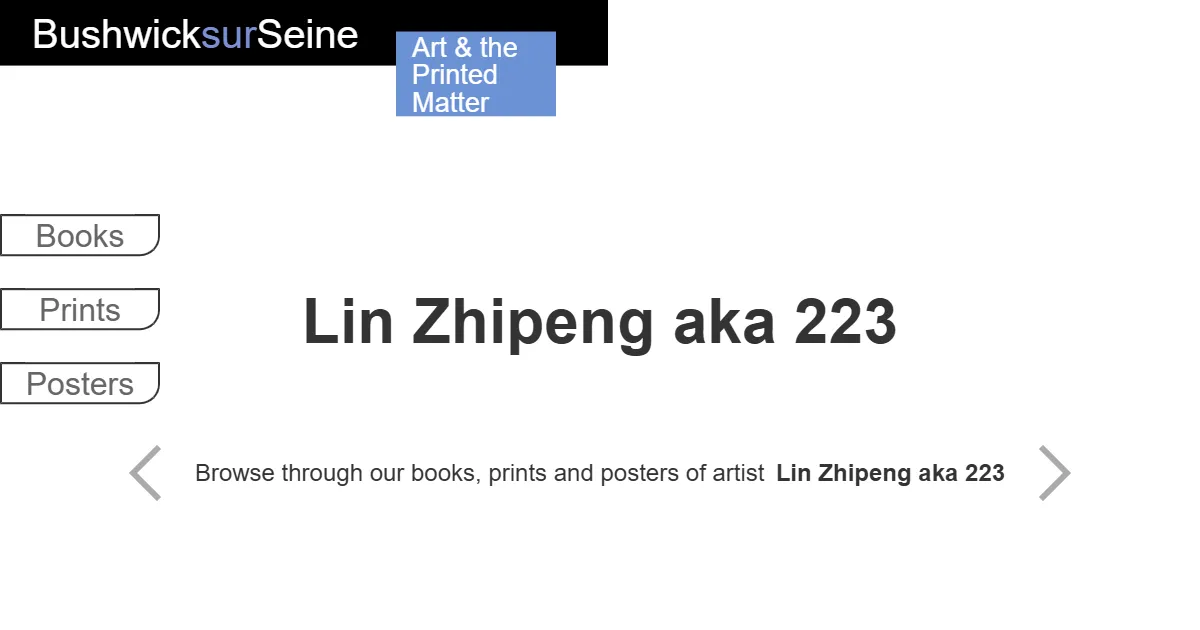 BushwicksurSeine
Art & the
Printed
Matter
Books
Prints
Posters
Lin Zhipeng aka 223
Browse through our books, prints and posters of artist Lin Zhipeng aka 223